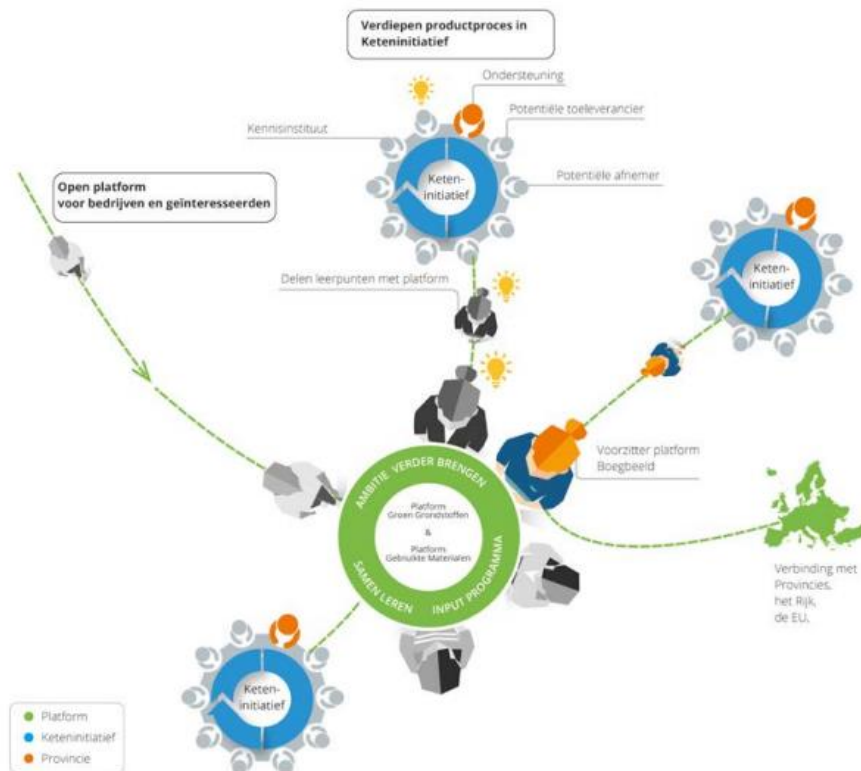 Verdiepen productproces in
Keteninitiatief
Ondersteuning
Potentiële toeleverancier
Kennisinstituut
Keten-
initiatief
Potentiële afnemer
Open platform
voor bedrijven en geïnteresseerden
Keten-
initiatief
Delen leerpunten met platform
Voorzitter platform
Boegbeeld
AMBITIE VERDER BRENGEN
Platform
Groen Grondstoffen
&
Platform
Gebruikte Materialen
SAMEN LEREN
INPUT PROGRAMMA
Verbinding met
Provincies,
het Rijk,
de EU,
Keten-
initiatief
Platform
Keteninitiatief
Provincie